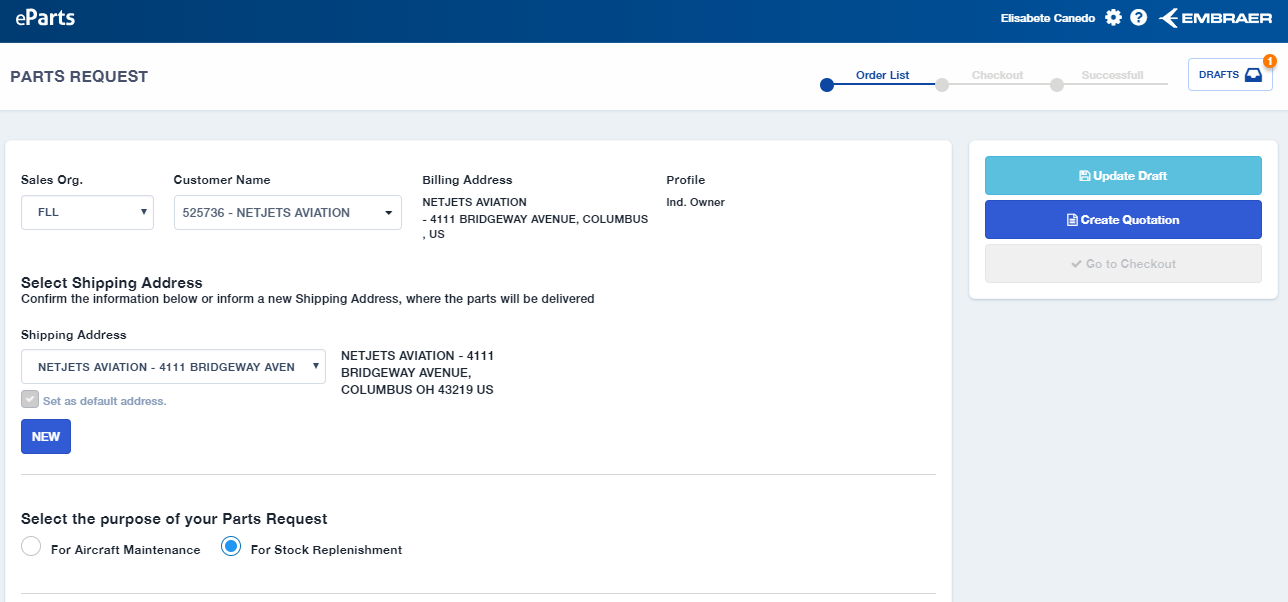 eParts
Elisabete Canedo
EMBRAER
PARTS REQUEST
Order List
Checkout
Successfull
DRAFTS
1
Sales Org.
Customer Name
Billing Address
Profile
FLL
525736 - NETJETS AVIATION
NETJETS AVIATION
- 4111 BRIDGEWAY AVENUE, COLUMBUS
, US
Ind. Owner
Update Draft
Create Quotation
Go to Checkout
Select Shipping Address
Confirm the information below or inform a new Shipping Address, where the parts will be delivered
Shipping Address
NETJETS AVIATION - 4111 BRIDGEWAY AVEN
NETJETS AVIATION - 4111
BRIDGEWAY AVENUE,
COLUMBUS OH 43219 US
Set as default address.
NEW
Select the purpose of your Parts Request
For Aircraft Maintenance
For Stock Replenishment